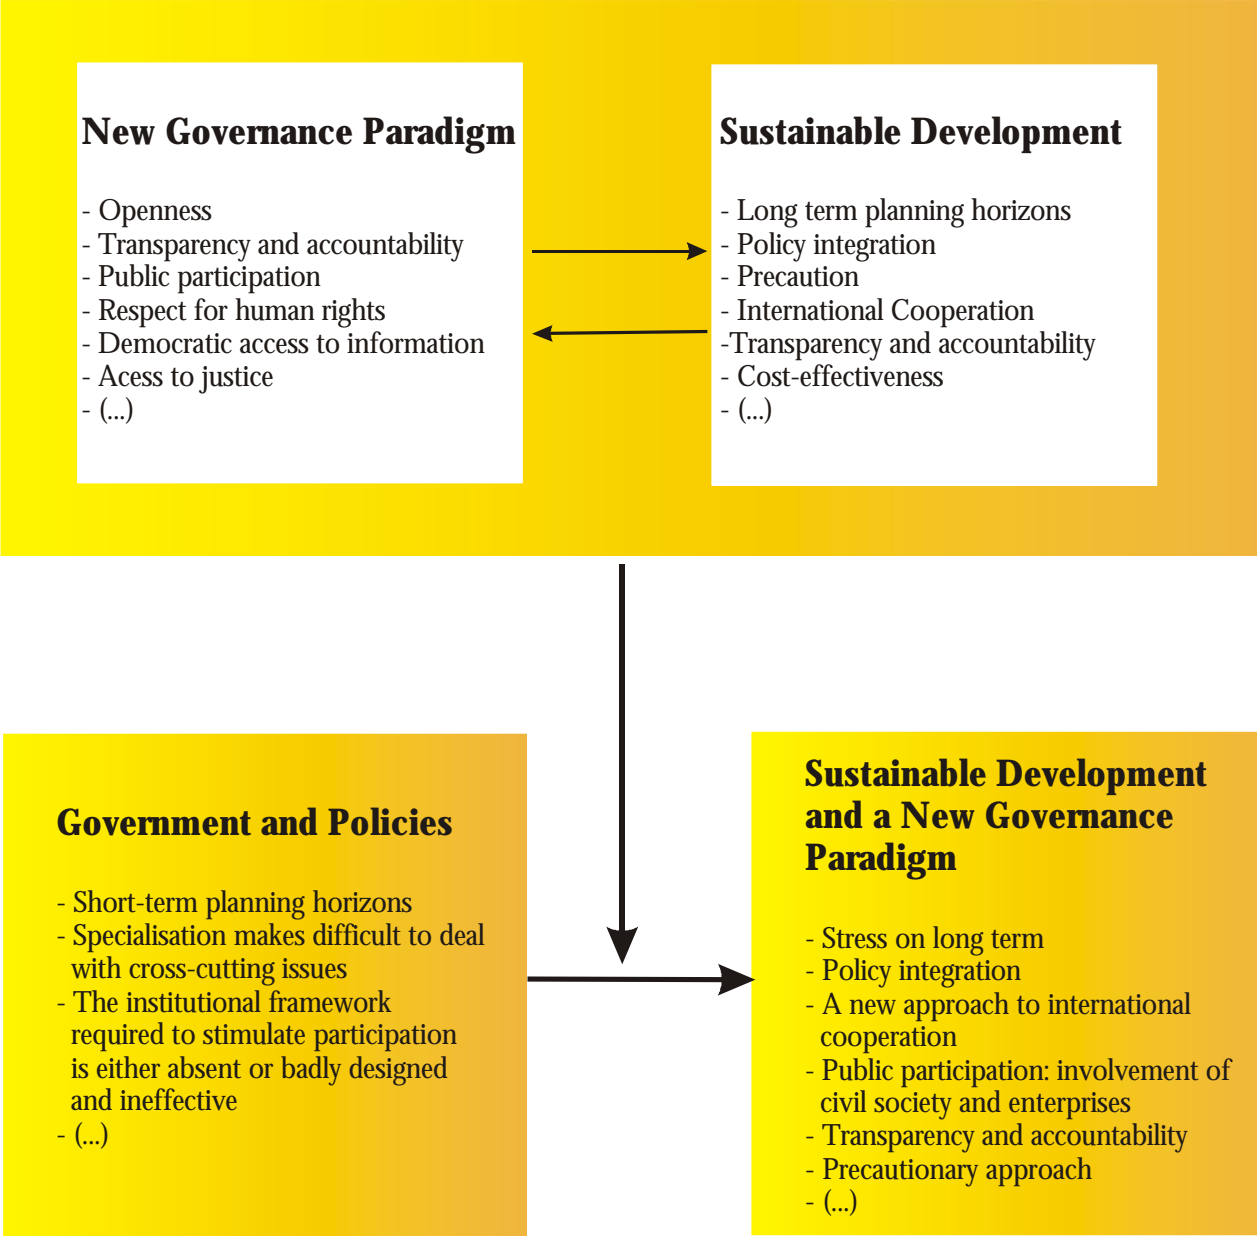 New Governance Paradigm
- Openness
- Transparency and accountability
- Public participation
- Respect for human rights
- Democratic access to information
- Acess to justice
- (...)
Sustainable Development
- Long term planning horizons
- Policy integration
- Precaution
- International Cooperation
-Transparency and accountability
- Cost-effectiveness
- (...)
Government and Policies
- Short-term planning horizons
- Specialisation makes difficult to deal
with cross-cutting issues
- The institutional framework
required to stimulate participation
is either absent or badly designed
and ineffective
- (...)
Sustainable Development
and a New Governance
Paradigm
- Stress on long term
- Policy integration
- A new approach to international
cooperation
- Public participation: involvement of
civil society and enterprises
- Transparency and accountability
- Precautionary approach
- (...)